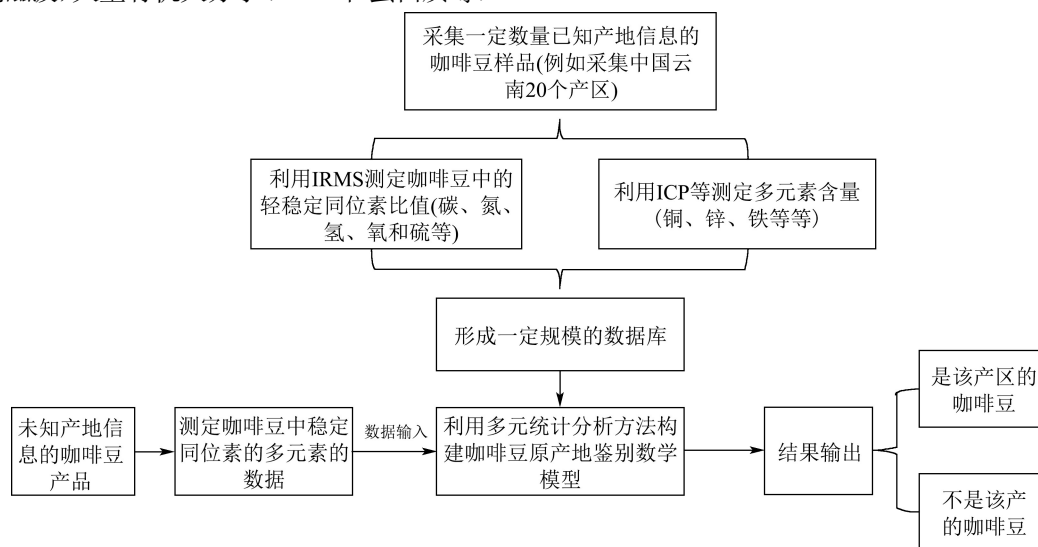 采集一定数量已知产地信息的
咖啡豆样品(例如采集中国云
南20个产区)
利用IRMS测定咖啡豆中的
轻稳定同位素比值(碳、氮、
氢、氧和硫等)
利用ICP等测定多元素含量
（铜、锌、铁等等）
形成一定规模的数据库
未知产地信
息的咖啡豆
产品
测定咖啡豆中稳定
同位素的多元素的
数据
数据输入
利用多元统计分析方法构
建咖啡豆原产地鉴别数学
模型
结果输出
是该产区的
咖啡豆
不是该产
的咖啡豆